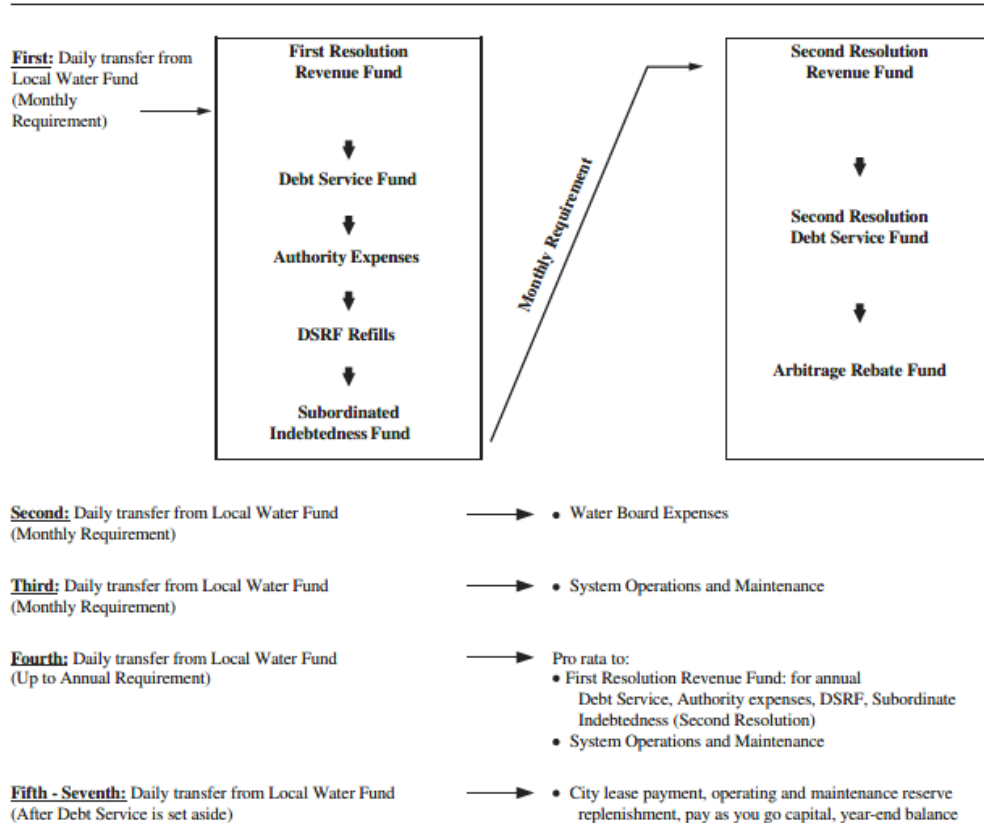 First: Daily transfer from
Local Water Fund
(Monthly
Requirement)
First Resolution
Revenue Fund
Debt Service Fund
Authority Expenses
DSRF Refills
Subordinated
Indebtedness Fund
Monthly Requirement
Second Resolution
Revenue Fund
Second Resolution
Debt Service Fund
Arbitrage Rebate Fund
Second: Daily transfer from Local Water Fund
(Monthly Requirement)
• Water Board Expenses
Third: Daily transfer from Local Water Fund
(Monthly Requirement)
• System Operations and Maintenance
Fourth: Daily transfer from Local Water Fund
(Up to Annual Requirement)
Pro rata to:
• First Resolution Revenue Fund: for annual
Debt Service, Authority expenses, DSRF, Subordinate
Indebtedness (Second Resolution)
• System Operations and Maintenance
Fifth - Seventh: Daily transfer from Local Water Fund
(After Debt Service is set aside)
• City lease payment, operating and maintenance reserve
replenishment, pay as you go capital, year-end balance